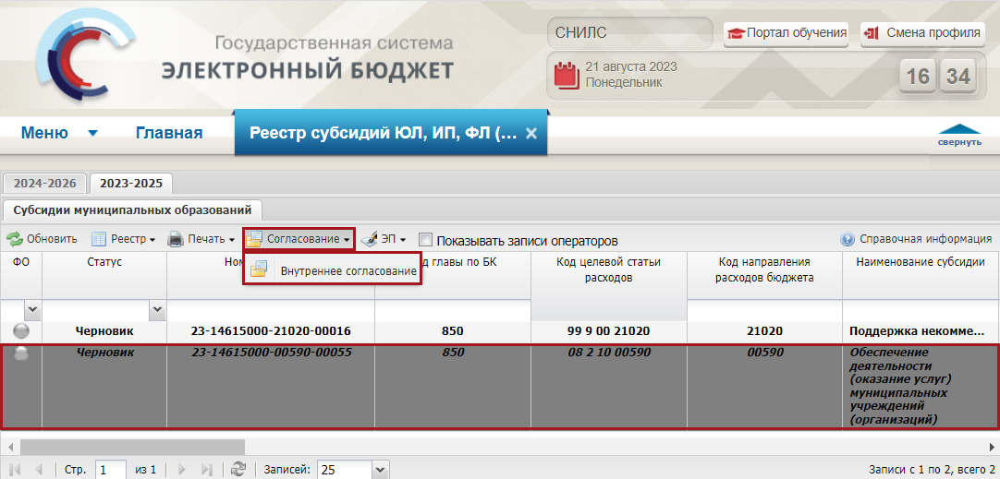 Государственная система
ЭЛЕКТРОННЫЙ БЮДЖЕТ
СНИЛС
Портал обучения
Смена профиля
21 августа 2023
Понедельник
16 34
Меню
Главная
Реестр субсидий ЮЛ, ИП, ФЛ (...
свернуть
2024-2026
2023-2025
Субсидии муниципальных образований
Обновить
Реестр
Печать
Согласование
ЭП
Показывать записи операторов
Справочная информация
Внутреннее согласование
ФО
Статус
главы по БК
Код целевой статьи
расходов
Код направления
расходов бюджета
Наименование субсидии
Черновик 23-14615000-21020-00016 850 99 9 00 21020 21020 Поддержка некомме...
Черновик 23-14615000-00590-00055 850 08 2 10 00590 00590 Обеспечение
деятельности
(оказание услуг)
муниципальных
учреждений
(организаций)
Стр. 1 из 1
Записей: 25
Записи с 1 по 2, всего 2